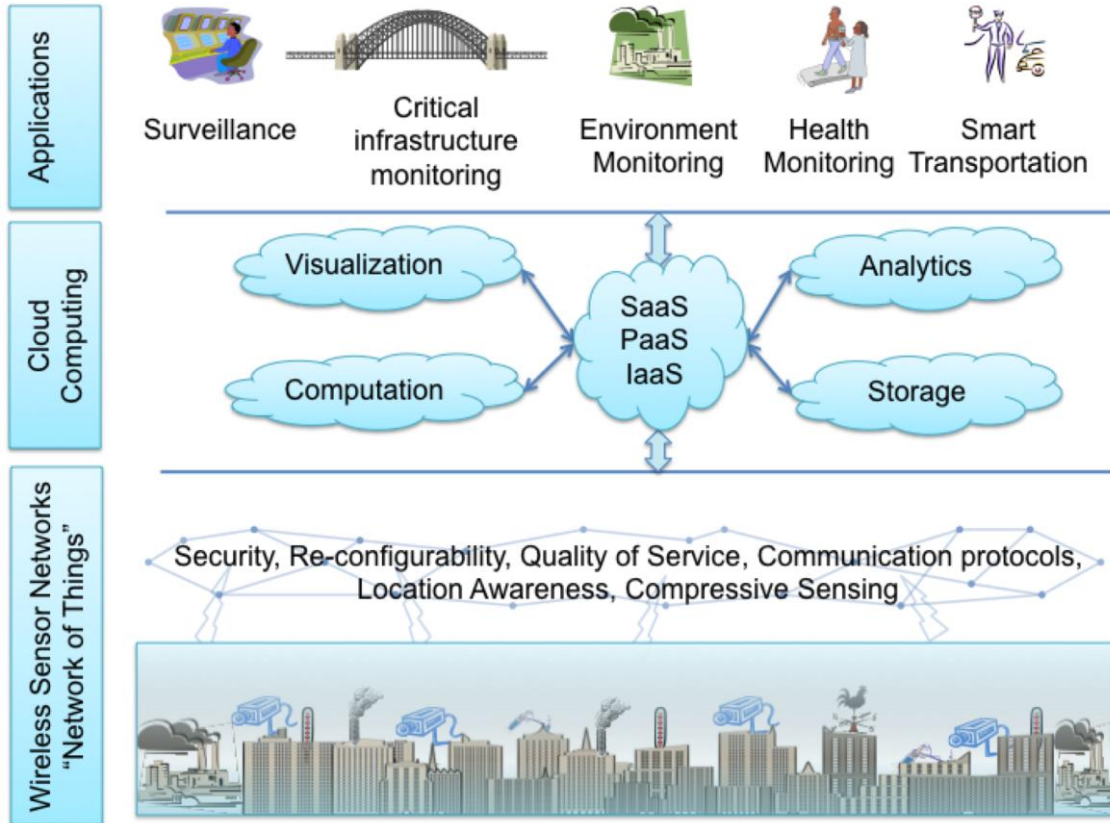 Applications
Surveillance
Critical
infrastructure
monitoring
Environment
Monitoring
Health
Monitoring
Smart
Transportation
Cloud
Computing
Visualization
Computation
SaaS
PaaS
IaaS
Analytics
Storage
Wireless Sensor Networks
“Network of Things”
Security, Re-configurability, Quality of Service, Communication protocols,
Location Awareness, Compressive Sensing